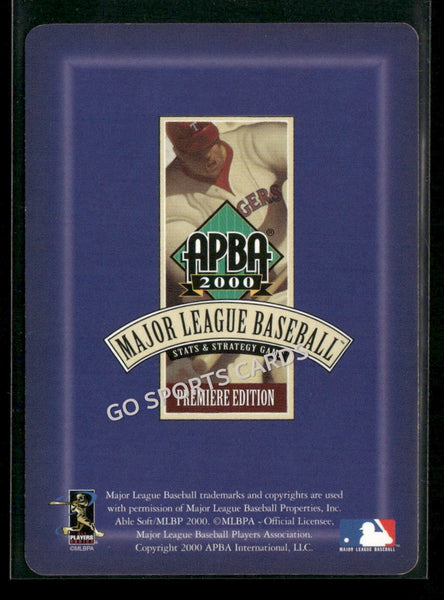 T
GERS
APBA®
2000
MAJOR LEAGUE BASEBALL™
STATS & STRATEGY GAME
GO SPORTS CARDS
PREMIERE EDITION
Major League Baseball trademarks and copyrights are used
with permission of Major League Baseball Properties, Inc.
Able Soft/MLBP 2000. ©MLBPA - Official Licensee,
Major League Baseball Players Association.
Copyright 2000 APBA International, LLC.
PLAYERS
CHOICE
©MLBPA
MAJOR LEAGUE BASEBALL